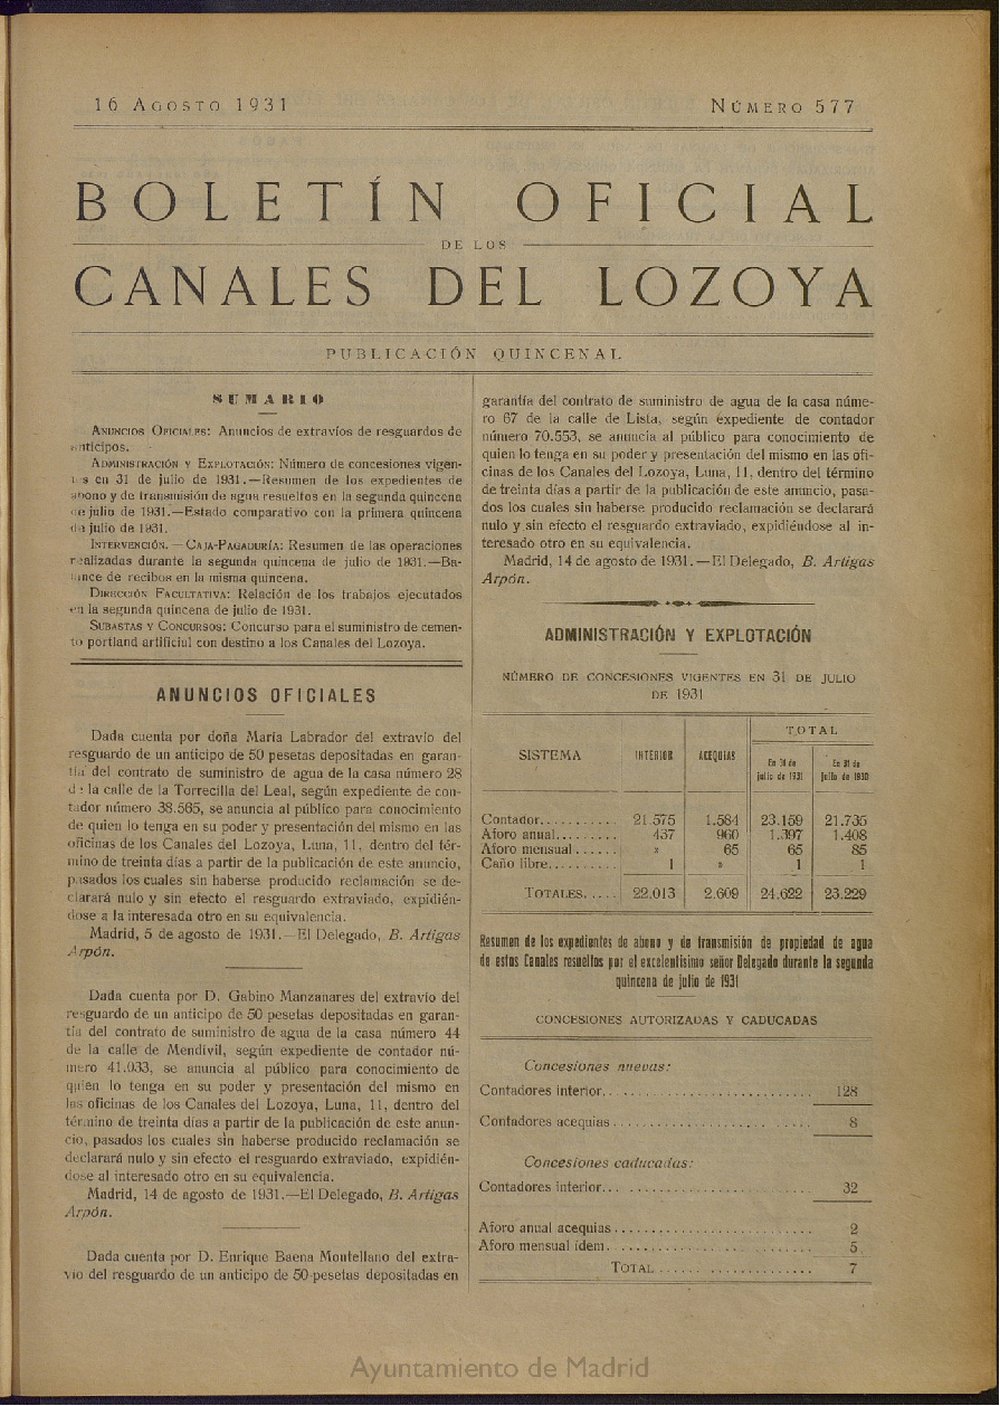 16 Agosto 1931
Número 577
BOLETÍN OFICIAL
DE LOS
CANALES DEL LOZOYA
PUBLICACIÓN QUINCENAL
SUMARIO
Anuncios Oficiales: Anuncios de extravíos de resguardos de
anticipos.
Administración y Explotación: Número de concesiones vigen-
tes en 31 de julio de 1931.—Resumen de los expedientes de
abono y de transmisión de agua resueltos en la segunda quincena
de julio de 1931.—Estado comparativo con la primera quincena
de julio de 1931.
Intervención.—Caja-Pagaduría: Resumen de las operaciones
realizadas durante la segunda quincena de julio de 1931.—Ba-
lance de recibos en la misma quincena.
Dirección Facultativa: Relación de los trabajos ejecutados
en la segunda quincena de julio de 1931.
Subastas y Concursos: Concurso para el suministro de cemen-
to portland artificial con destino a los Canales del Lozoya.
ANUNCIOS OFICIALES
Dada cuenta por doña María Labrador del extravío del
resguardo de un anticipo de 50 pesetas depositadas en garan-
tía del contrato de suministro de agua de la casa número 28
de la calle de la Torrecilla del Leal, según expediente de con-
tador número 38.565, se anuncia al público para conocimiento
de quien lo tenga en su poder y presentación del mismo en las
oficinas de los Canales del Lozoya, Luna, 11, dentro del tér-
mino de treinta días a partir de la publicación de este anuncio,
pasados los cuales sin haberse producido reclamación se de-
clarará nulo y sin efecto el resguardo extraviado, expidién-
dose a la interesada otro en su equivalencia.
Madrid, 5 de agosto de 1931.—El Delegado, B. Artigas
Arpón.
Dada cuenta por D. Gabino Manzanares del extravío del
resguardo de un anticipo de 50 pesetas depositadas en garan-
tía del contrato de suministro de agua de la casa número 44
de la calle de Mendívil, según expediente de contador nú-
mero 41.033, se anuncia al público para conocimiento de
quien lo tenga en su poder y presentación del mismo en
las oficinas de los Canales del Lozoya, Luna, 11, dentro del
término de treinta días a partir de la publicación de este anun-
cio, pasados los cuales sin haberse producido reclamación se
declarará nulo y sin efecto el resguardo extraviado, expidién-
dose al interesado otro en su equivalencia.
Madrid, 14 de agosto de 1931.—El Delegado, B. Artigas
Arpón.
Dada cuenta por D. Enrique Baena Montellano del extra-
vío del resguardo de un anticipo de 50 pesetas depositadas en
garantía del contrato de suministro de agua de la casa núme-
ro 67 de la calle de Lista, según expediente de contador
número 70.553, se anuncia al público para conocimiento de
quien lo tenga en su poder y presentación del mismo en las ofi-
cinas de los Canales del Lozoya, Luna, 11, dentro del término
de treinta días a partir de la publicación de este anuncio, pasa-
dos los cuales sin haberse producido reclamación se declarará
nulo y sin efecto el resguardo extraviado, expidiéndose al in-
teresado otro en su equivalencia.
Madrid, 14 de agosto de 1931.—El Delegado, B. Artigas
Arpón.
ADMINISTRACIÓN Y EXPLOTACIÓN
NÚMERO DE CONCESIONES VIGENTES EN 31 DE JULIO
DE 1931
SISTEMA INTERIOR ACEQUIAS TOTAL
En 31 de julio de 1931 En 31 de julio de 1930
Contador........... 21.575 1.584 23.159 21.735
Aforo anual......... 437 960 1.397 1.408
Aforo mensual...... » 65 65 85
Caño libre.......... 1 » 1 1
Totales..... 22.013 2.609 24.622 23.229
Resumen de los expedientes de abono y de transmisión de propiedad de agua
de estos Canales resueltos por el excelentísimo señor Delegado durante la segunda
quincena de julio de 1931
CONCESIONES AUTORIZADAS Y CADUCADAS
Concesiones nuevas:
Contadores interior............................ 128
Contadores acequias........................... 8
Concesiones caducadas:
Contadores interior............................ 32
Aforo anual acequias........................... 2
Aforo mensual idem............................ 5
Total..................... 7
Ayuntamiento de Madrid